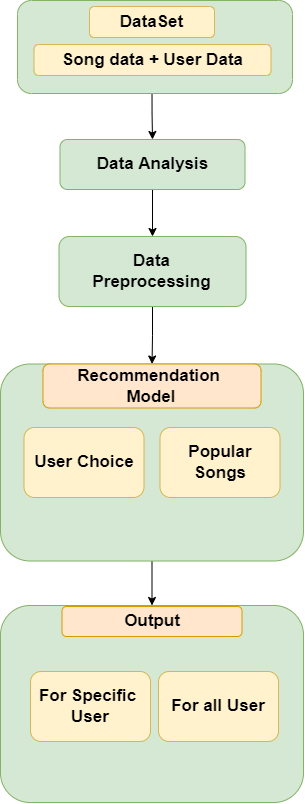 DataSet
Song data + User Data
Data Analysis
Data
Preprocessing
Recommendation
Model
User Choice
Popular
Songs
Output
For Specific
User
For all User